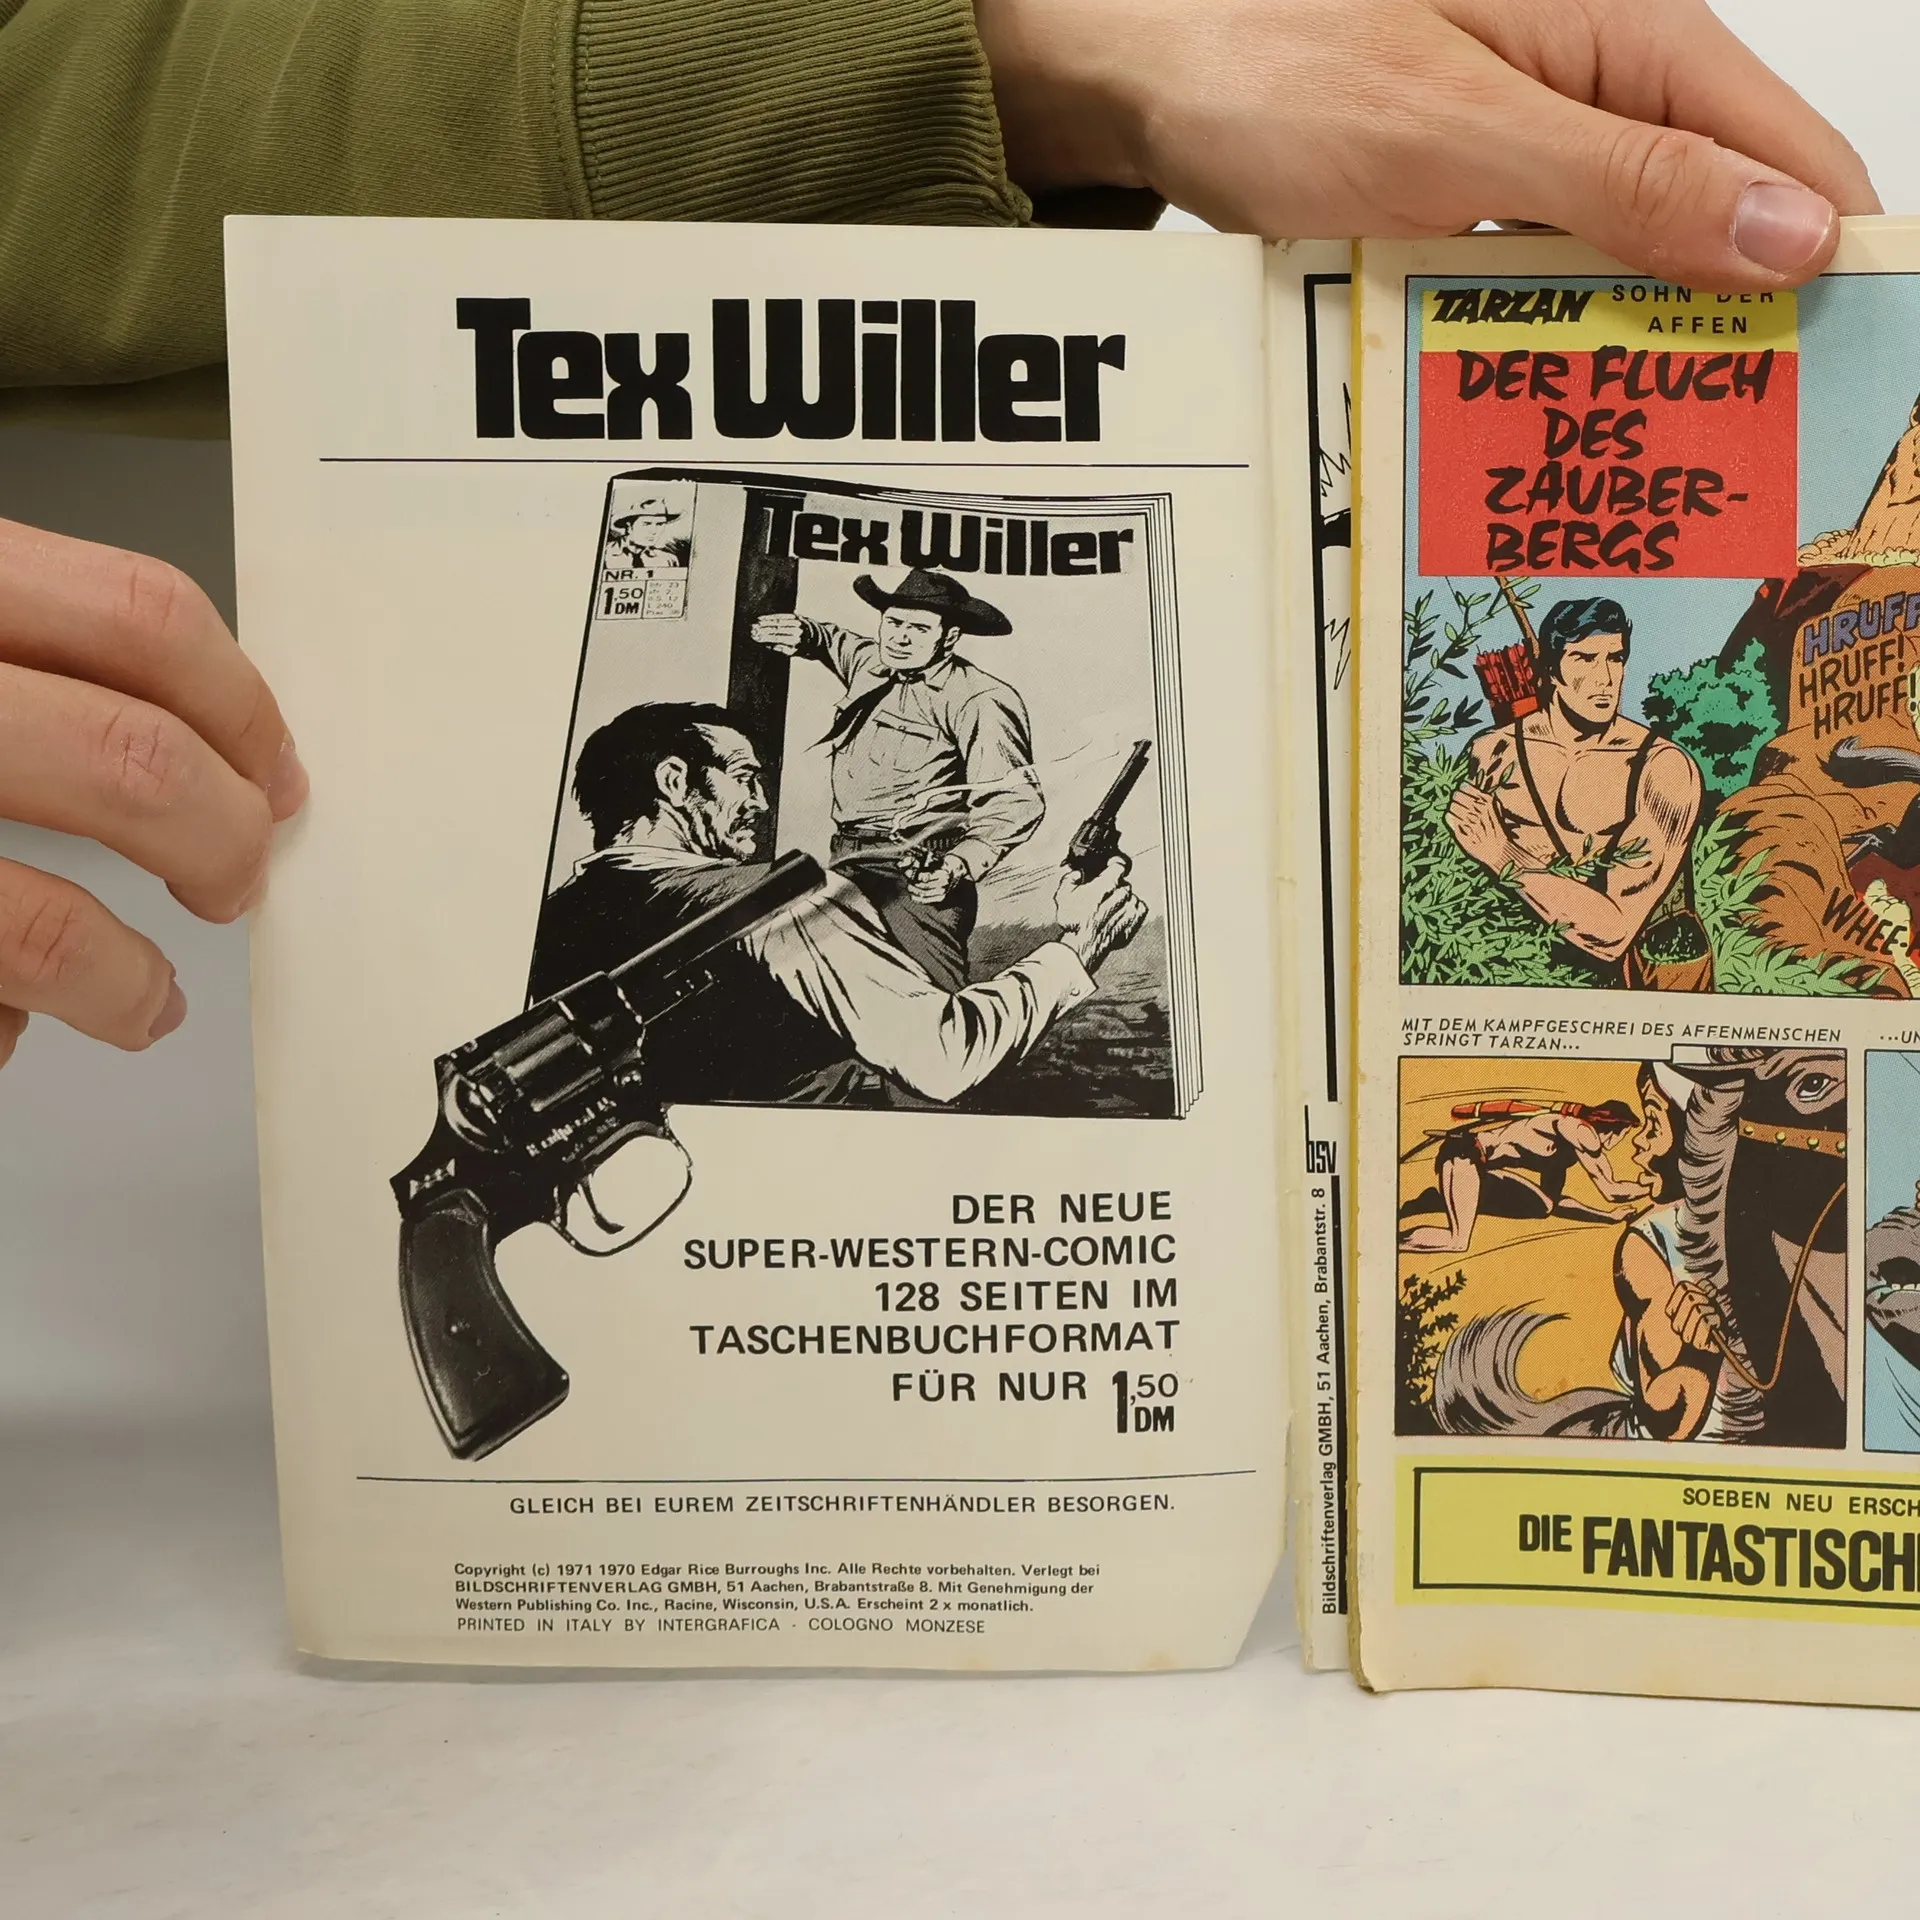 Tex Willer
Tex Willer
NR. 1
1,50
DM
DER NEUE
SUPER-WESTERN-COMIC
128 SEITEN IM
TASCHENBUCHFORMAT
FÜR NUR 1,50
DM
GLEICH BEI EUREM ZEITSCHRIFTENHÄNDLER BESORGEN.
Copyright (c) 1971 1970 Edgar Rice Burroughs Inc. Alle Rechte vorbehalten. Verlegt bei
BILDSCHRIFTENVERLAG GMBH, 51 Aachen, Brabantstraße 8. Mit Genehmigung der
Western Publishing Co. Inc., Racine, Wisconsin, U.S.A. Erscheint 2 x monatlich.
PRINTED IN ITALY BY INTERGRAFICA - COLOGNO MONZESE
bsv
Bildschriftenverlag GMBH, 51 Aachen, Brabantstr. 8
TARZAN SOHN DER
AFFEN
DER FLUCH
DES
ZAUBER-
BERGS
HRUFF
HRUFF!
HRUFF!
WHEE-
MIT DEM KAMPFGESCHREI DES AFFENMENSCHEN
SPRINGT TARZAN...
...UN
SOEBEN NEU ERSCH
DIE FANTASTISCH